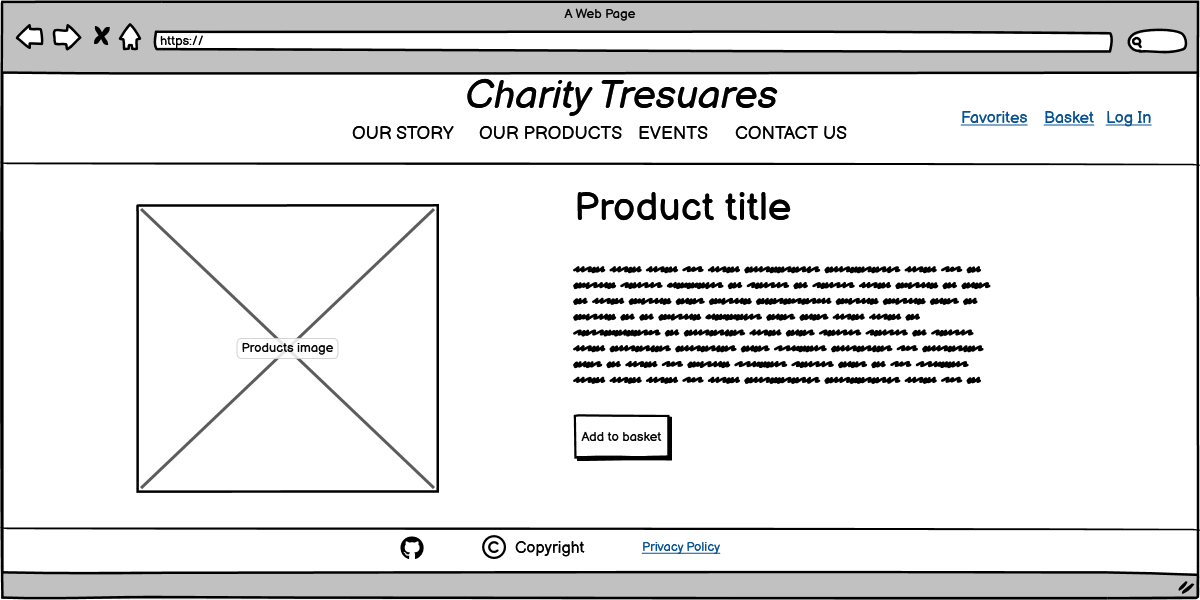 A Web Page
https://
Charity Tresuares
OUR STORY OUR PRODUCTS EVENTS CONTACT US
Favorites Basket Log In
Product title
Products image
Add to basket
© Copyright
Privacy Policy